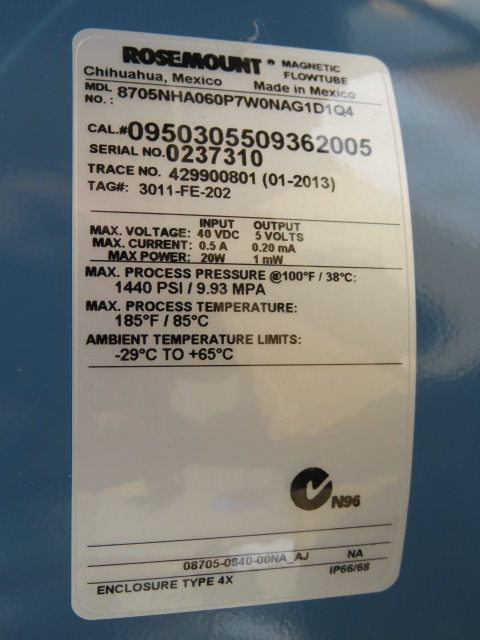 ROSEMOUNT® MAGNETIC FLOWTUBE
Chihuahua, Mexico Made in Mexico
MDL NO.: 8705NHA060P7W0NAG1D1Q4
CAL.# 0950305509362005
SERIAL NO. 0237310
TRACE NO. 429900801 (01-2013)
TAG#: 3011-FE-202
INPUT OUTPUT
MAX. VOLTAGE: 40 VDC 5 VOLTS
MAX. CURRENT: 0.5 A 0.20 mA
MAX POWER: 20W 1 mW
MAX. PROCESS PRESSURE @100°F / 38°C:
1440 PSI / 9.93 MPA
MAX. PROCESS TEMPERATURE:
185°F / 85°C
AMBIENT TEMPERATURE LIMITS:
-29°C TO +65°C
N96
08705-0840-00NA_AJ NA
ENCLOSURE TYPE 4X IP66/68